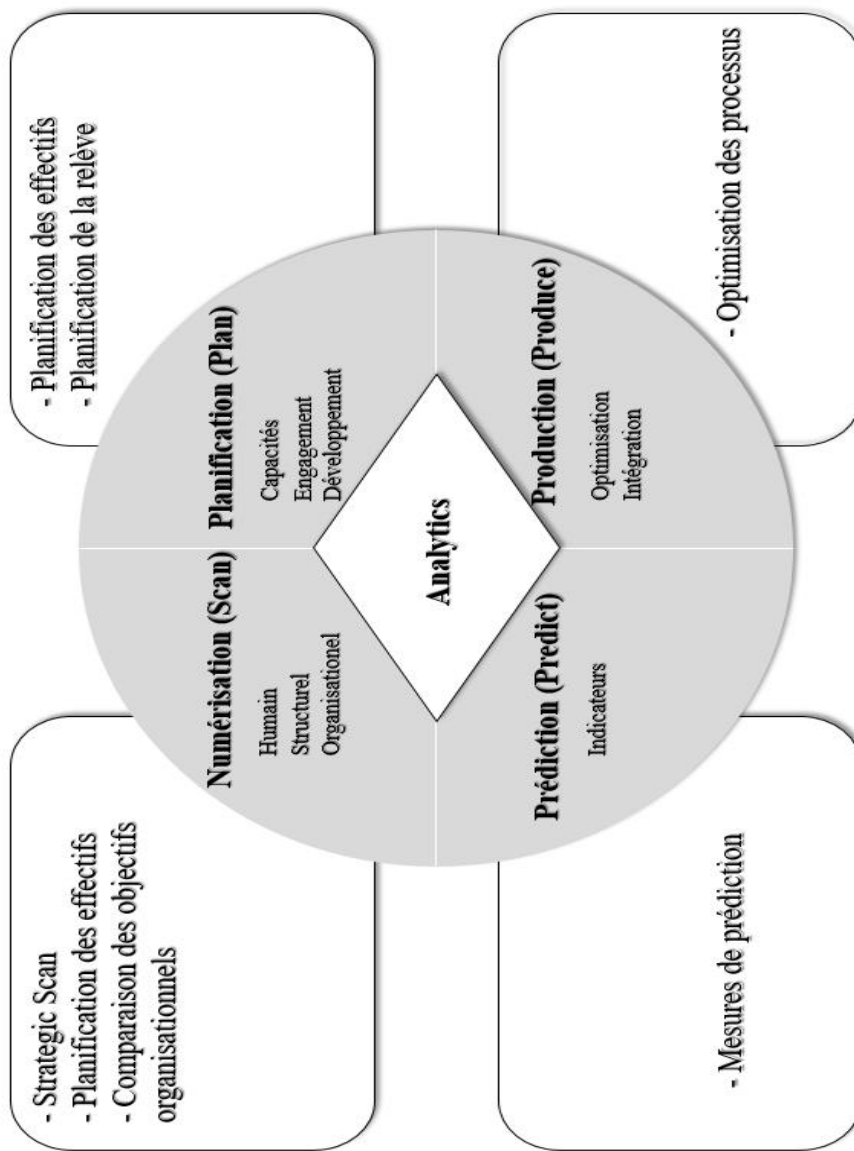 - Strategic Scan
- Planification des effectifs
- Comparaison des objectifs
organisationnels
- Planification des effectifs
- Planification de la relève
Numérisation (Scan)
Humain
Structurel
Organisationel
Planification (Plan)
Capacités
Engagement
Développement
Analytics
Prédiction (Predict)
Indicateurs
Production (Produce)
Optimisation
Intégration
- Mesures de prédiction
- Optimisation des processus